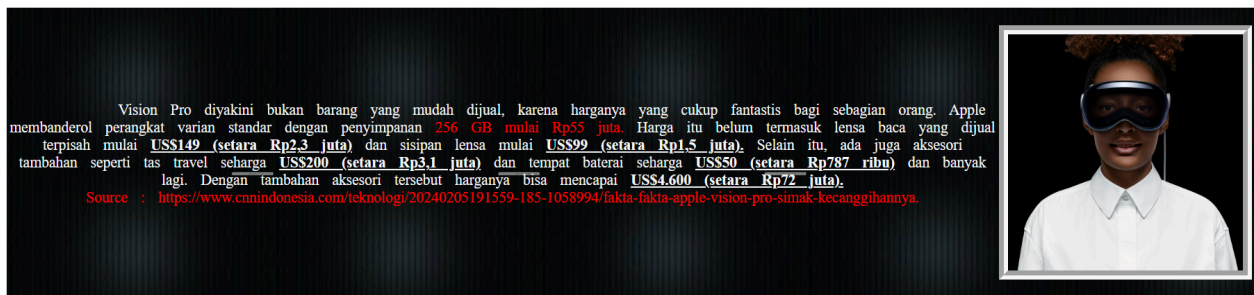 Vision Pro diyakini bukan barang yang mudah dijual, karena harganya yang cukup fantastis bagi sebagian orang. Apple
membanderol perangkat varian standar dengan penyimpanan 256 GB mulai Rp55 juta. Harga itu belum termasuk lensa baca yang dijual
terpisah mulai US$149 (setara Rp2,3 juta) dan sisipan lensa mulai US$99 (setara Rp1,5 juta). Selain itu, ada juga aksesori
tambahan seperti tas travel seharga US$200 (setara Rp3,1 juta) dan tempat baterai seharga US$50 (setara Rp787 ribu) dan banyak
lagi. Dengan tambahan aksesori tersebut harganya bisa mencapai US$4.600 (setara Rp72 juta).
Source : https://www.cnnindonesia.com/teknologi/20240205191559-185-1058994/fakta-fakta-apple-vision-pro-simak-kecanggihannya.